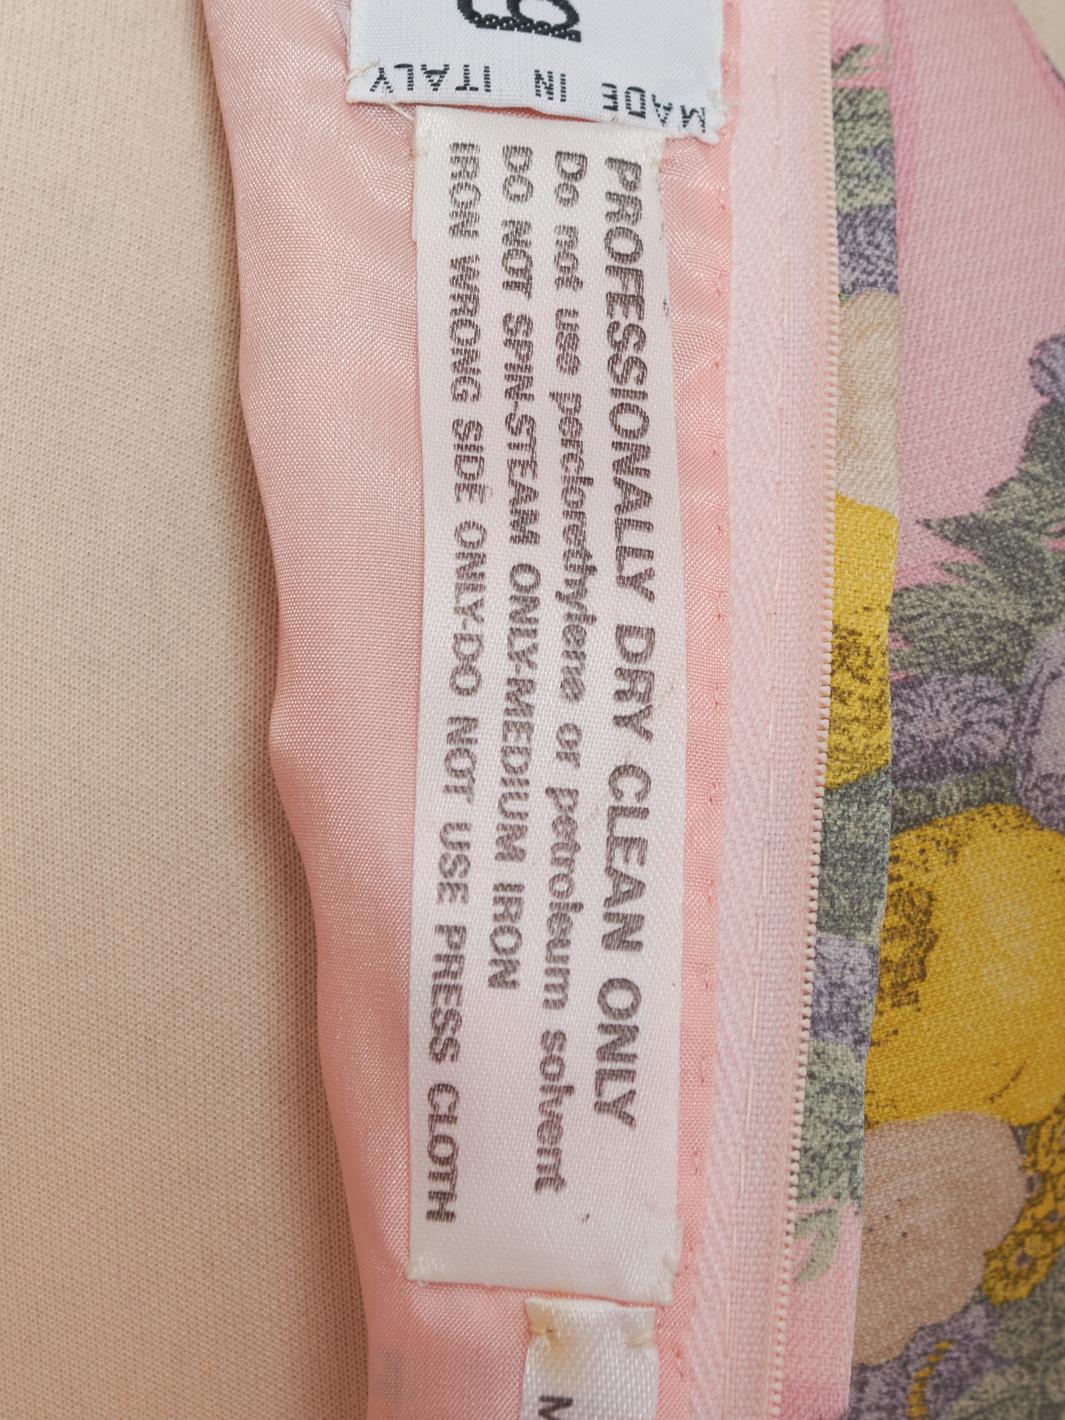 MADE IN ITALY
PROFESSIONALLY DRY CLEAN ONLY
Do not use perclorethylene or petroleum solvent
DO NOT SPIN-STEAM ONLY-MEDIUM IRON
IRON WRONG SIDE ONLY-DO NOT USE PRESS CLOTH
M